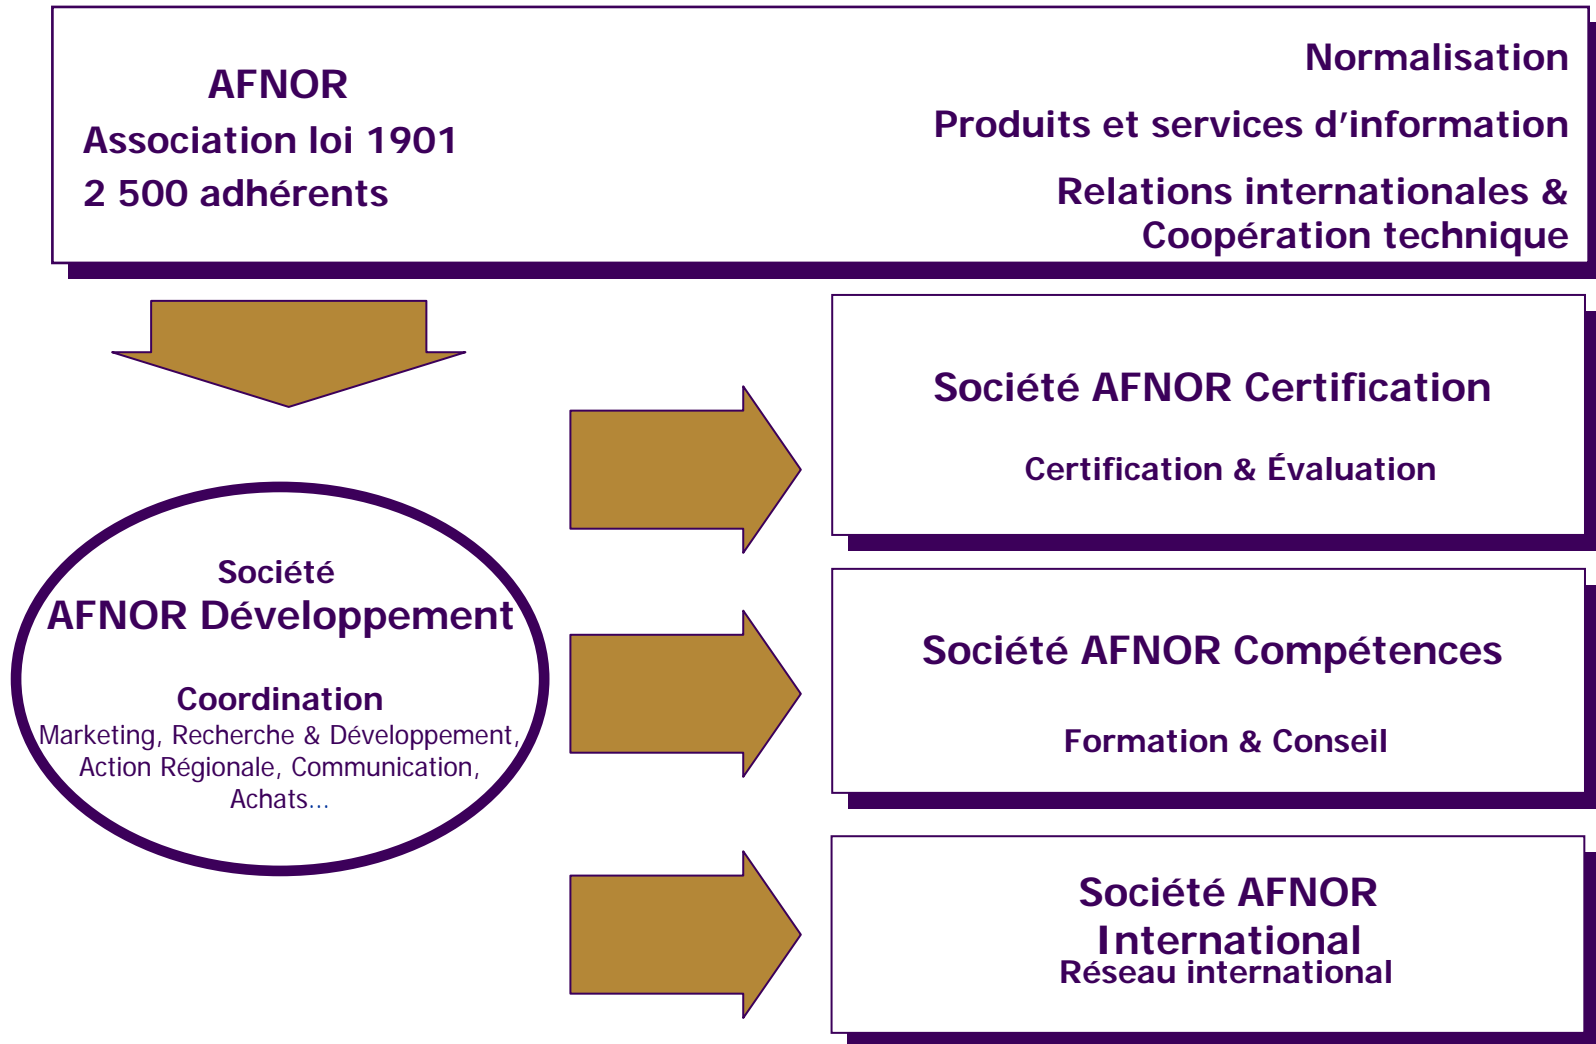 AFNOR
Association loi 1901
2 500 adhérents
Normalisation
Produits et services d’information
Relations internationales &
Coopération technique
Société AFNOR Certification
Certification & Évaluation
Société
AFNOR Développement
Coordination
Marketing, Recherche & Développement,
Action Régionale, Communication,
Achats...
Société AFNOR Compétences
Formation & Conseil
Société AFNOR
International
Réseau international